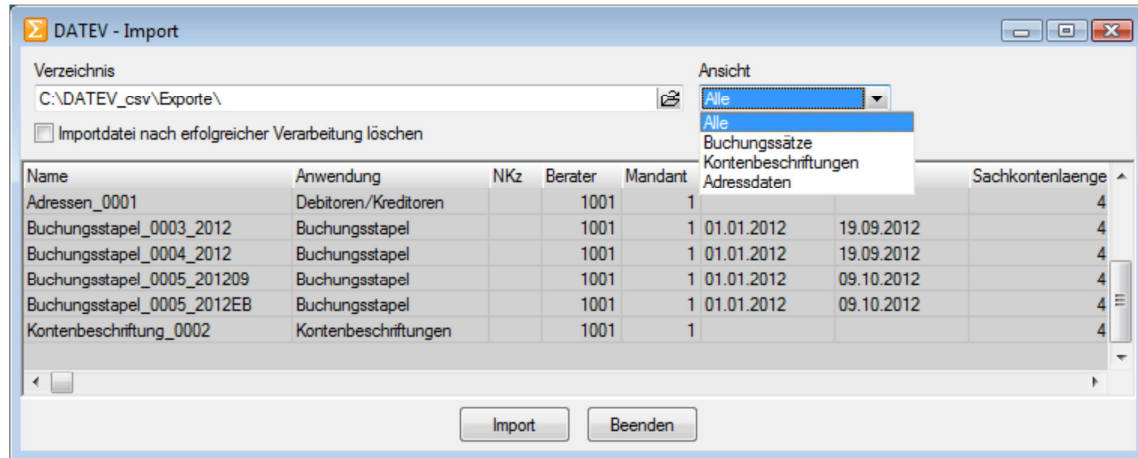 DATEV - Import
Verzeichnis Ansicht
C:\DATEV_csv\Exporte\ Alle
Importdatei nach erfolgreicher Verarbeitung löschen
Alle
Buchungssätze
Kontenbeschriftungen
Adressdaten
Name Anwendung NKz Berater Mandant Sachkontenlaenge
Adressen_0001 Debitoren/Kreditoren 1001 1 4
Buchungsstapel_0003_2012 Buchungsstapel 1001 1 01.01.2012 19.09.2012 4
Buchungsstapel_0004_2012 Buchungsstapel 1001 1 01.01.2012 19.09.2012 4
Buchungsstapel_0005_201209 Buchungsstapel 1001 1 01.01.2012 09.10.2012 4
Buchungsstapel_0005_2012EB Buchungsstapel 1001 1 01.01.2012 09.10.2012 4
Kontenbeschriftung_0002 Kontenbeschriftungen 1001 1 4
Import Beenden